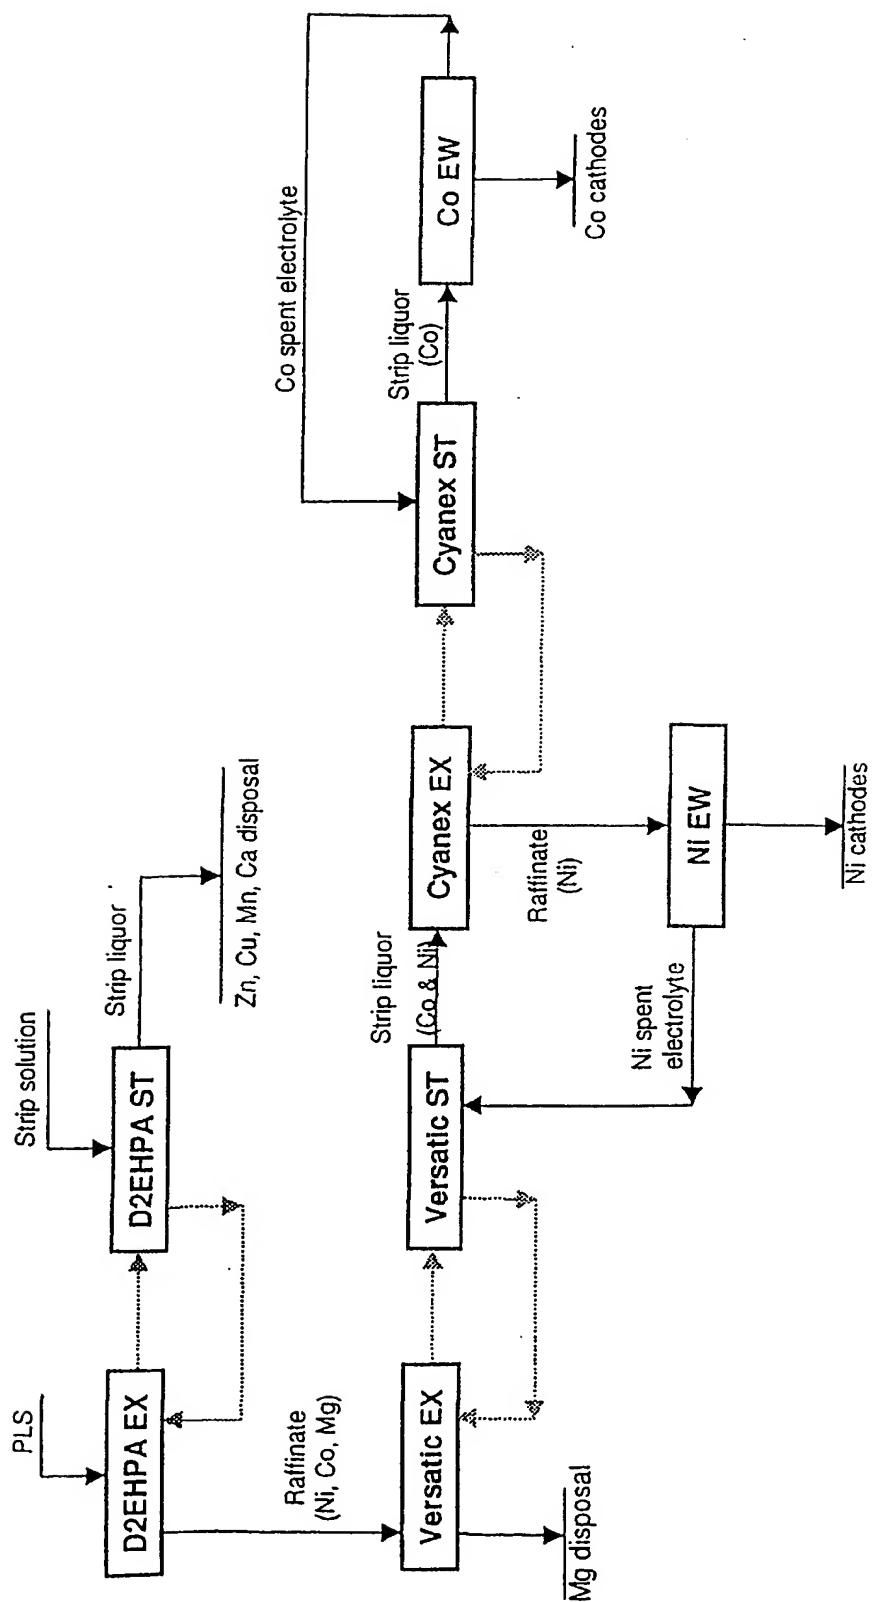 PLS
D2EHPA EX
Strip solution
D2EHPA ST
Strip liquor
Zn, Cu, Mn, Ca disposal
Raffinate
(Ni, Co, Mg)
Versatic EX
Mg disposal
Versatic ST
Strip liquor
(Co & Ni)
Cyanex EX
Raffinate
(Ni)
Ni EW
Ni spent
electrolyte
Ni cathodes
Cyanex ST
Strip liquor
(Co)
Co EW
Co spent electrolyte
Co cathodes